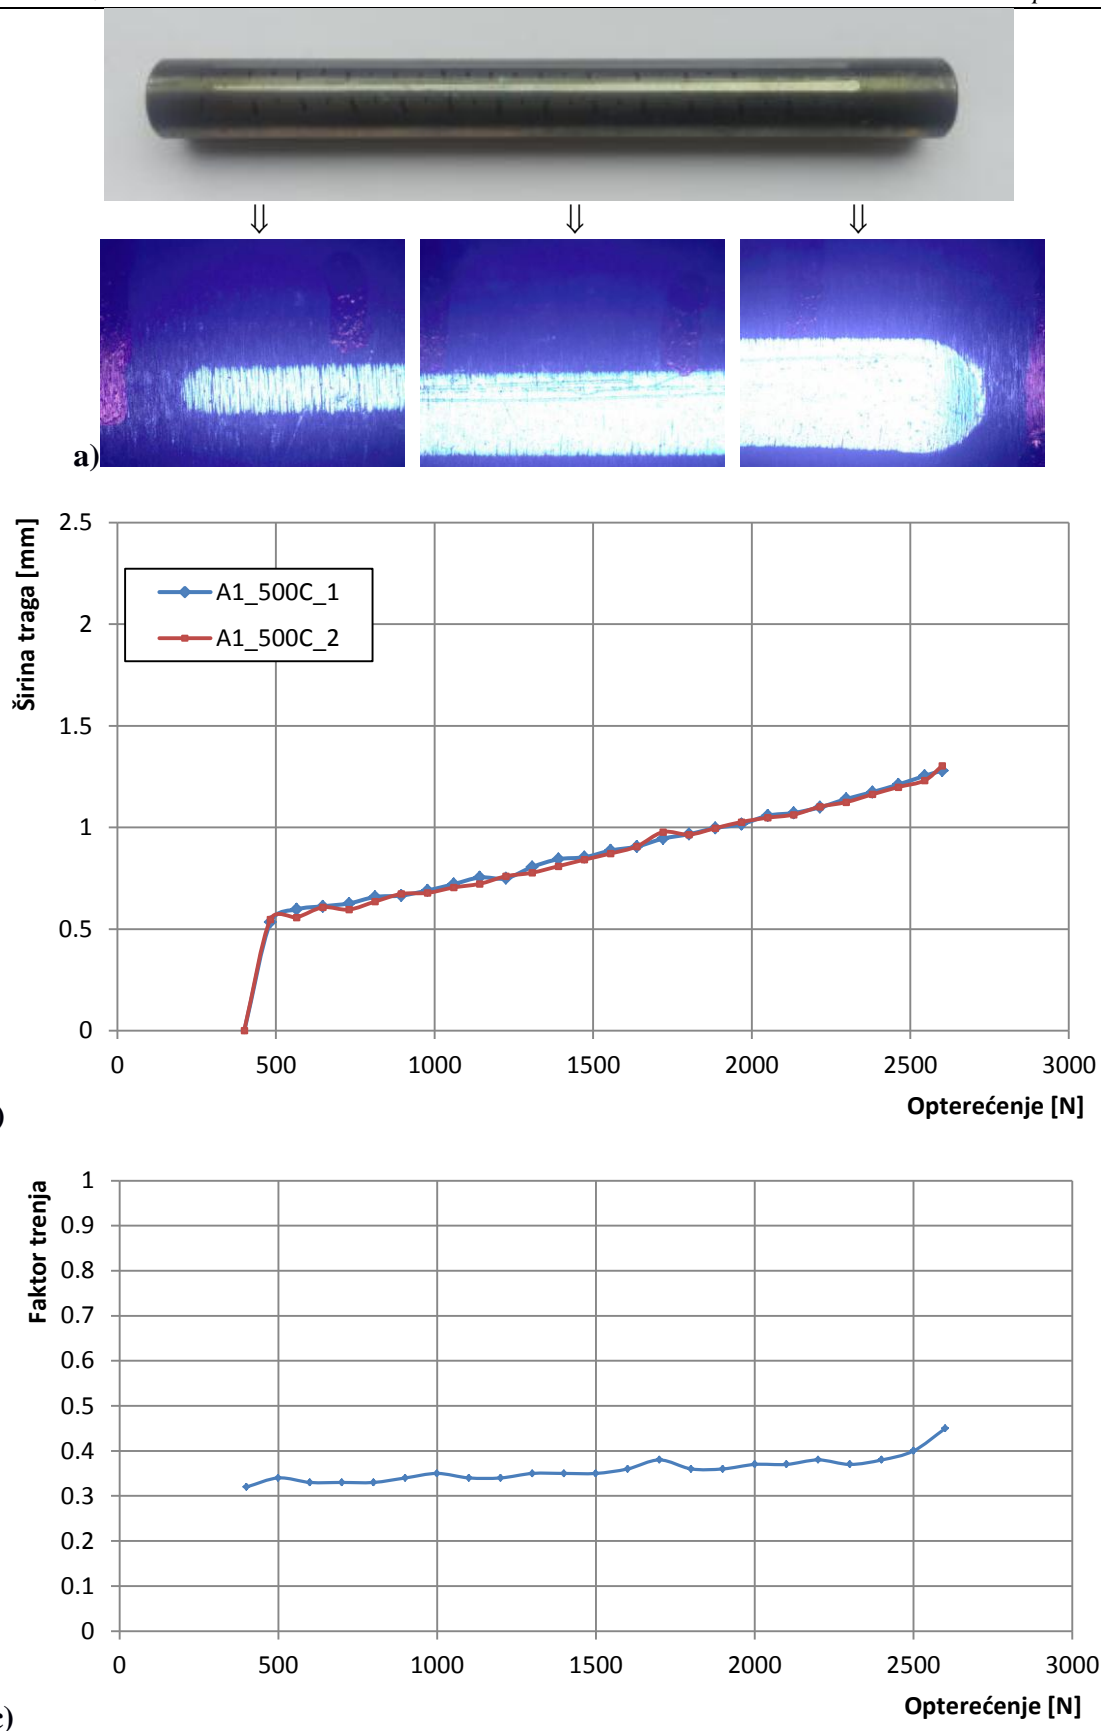 ⇓ ⇓ ⇓
a)
Širina traga [mm]
2.5
2
1.5
1
0.5
0
A1_500C_1
A1_500C_2
0 500 1000 1500 2000 2500 3000
Opterećenje [N]
)
Faktor trenja
1
0.9
0.8
0.7
0.6
0.5
0.4
0.3
0.2
0.1
0
0 500 1000 1500 2000 2500 3000
Opterećenje [N]
c)